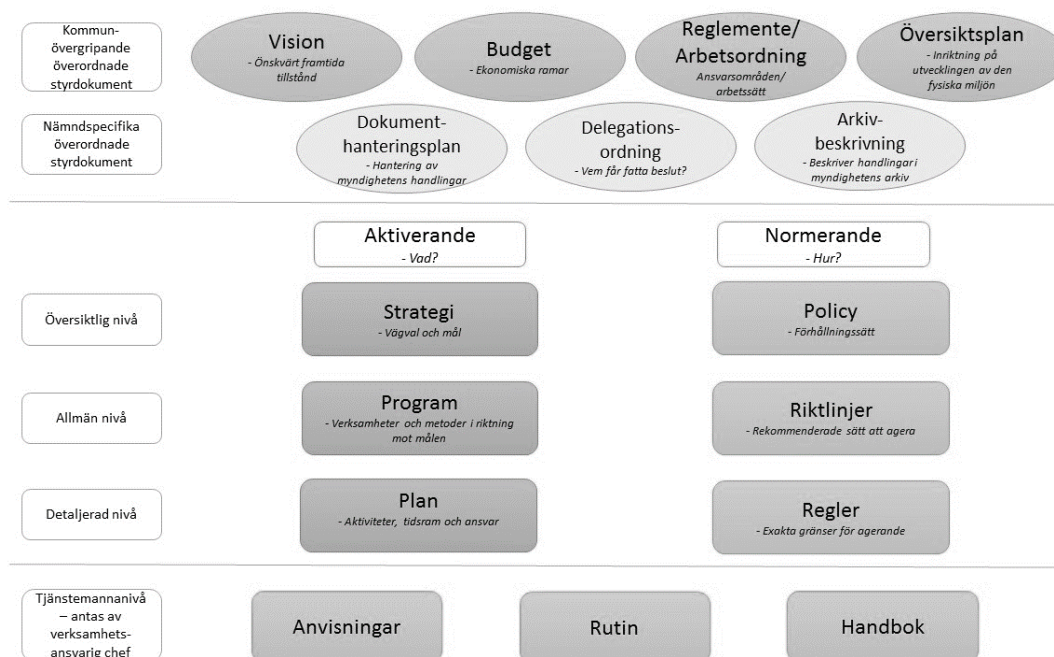 Kommun-
övergripande
överordnade
styrdokument
Vision
- Önskvärt framtida
tillstånd
Budget
- Ekonomiska ramar
Reglemente/
Arbetsordning
Ansvarsområden/
arbetssätt
Översiktsplan
- Inriktning på
utvecklingen av den
fysiska miljön
Nämndspecifika
överordnade
styrdokument
Dokument-
hanteringsplan
- Hantering av
myndighetens handlingar
Delegations-
ordning
- Vem får fatta beslut?
Arkiv-
beskrivning
- Beskriver handlingar i
myndighetens arkiv
Aktiverande
- Vad?
Normerande
- Hur?
Översiktlig nivå
Strategi
- Vägval och mål
Policy
- Förhållningssätt
Allmän nivå
Program
- Verksamheter och metoder i riktning
mot målen
Riktlinjer
- Rekommenderade sätt att agera
Detaljerad nivå
Plan
- Aktiviteter, tidsram och ansvar
Regler
- Exakta gränser för agerande
Tjänstemannanivå
– antas av
verksamhets-
ansvarig chef
Anvisningar
Rutin
Handbok